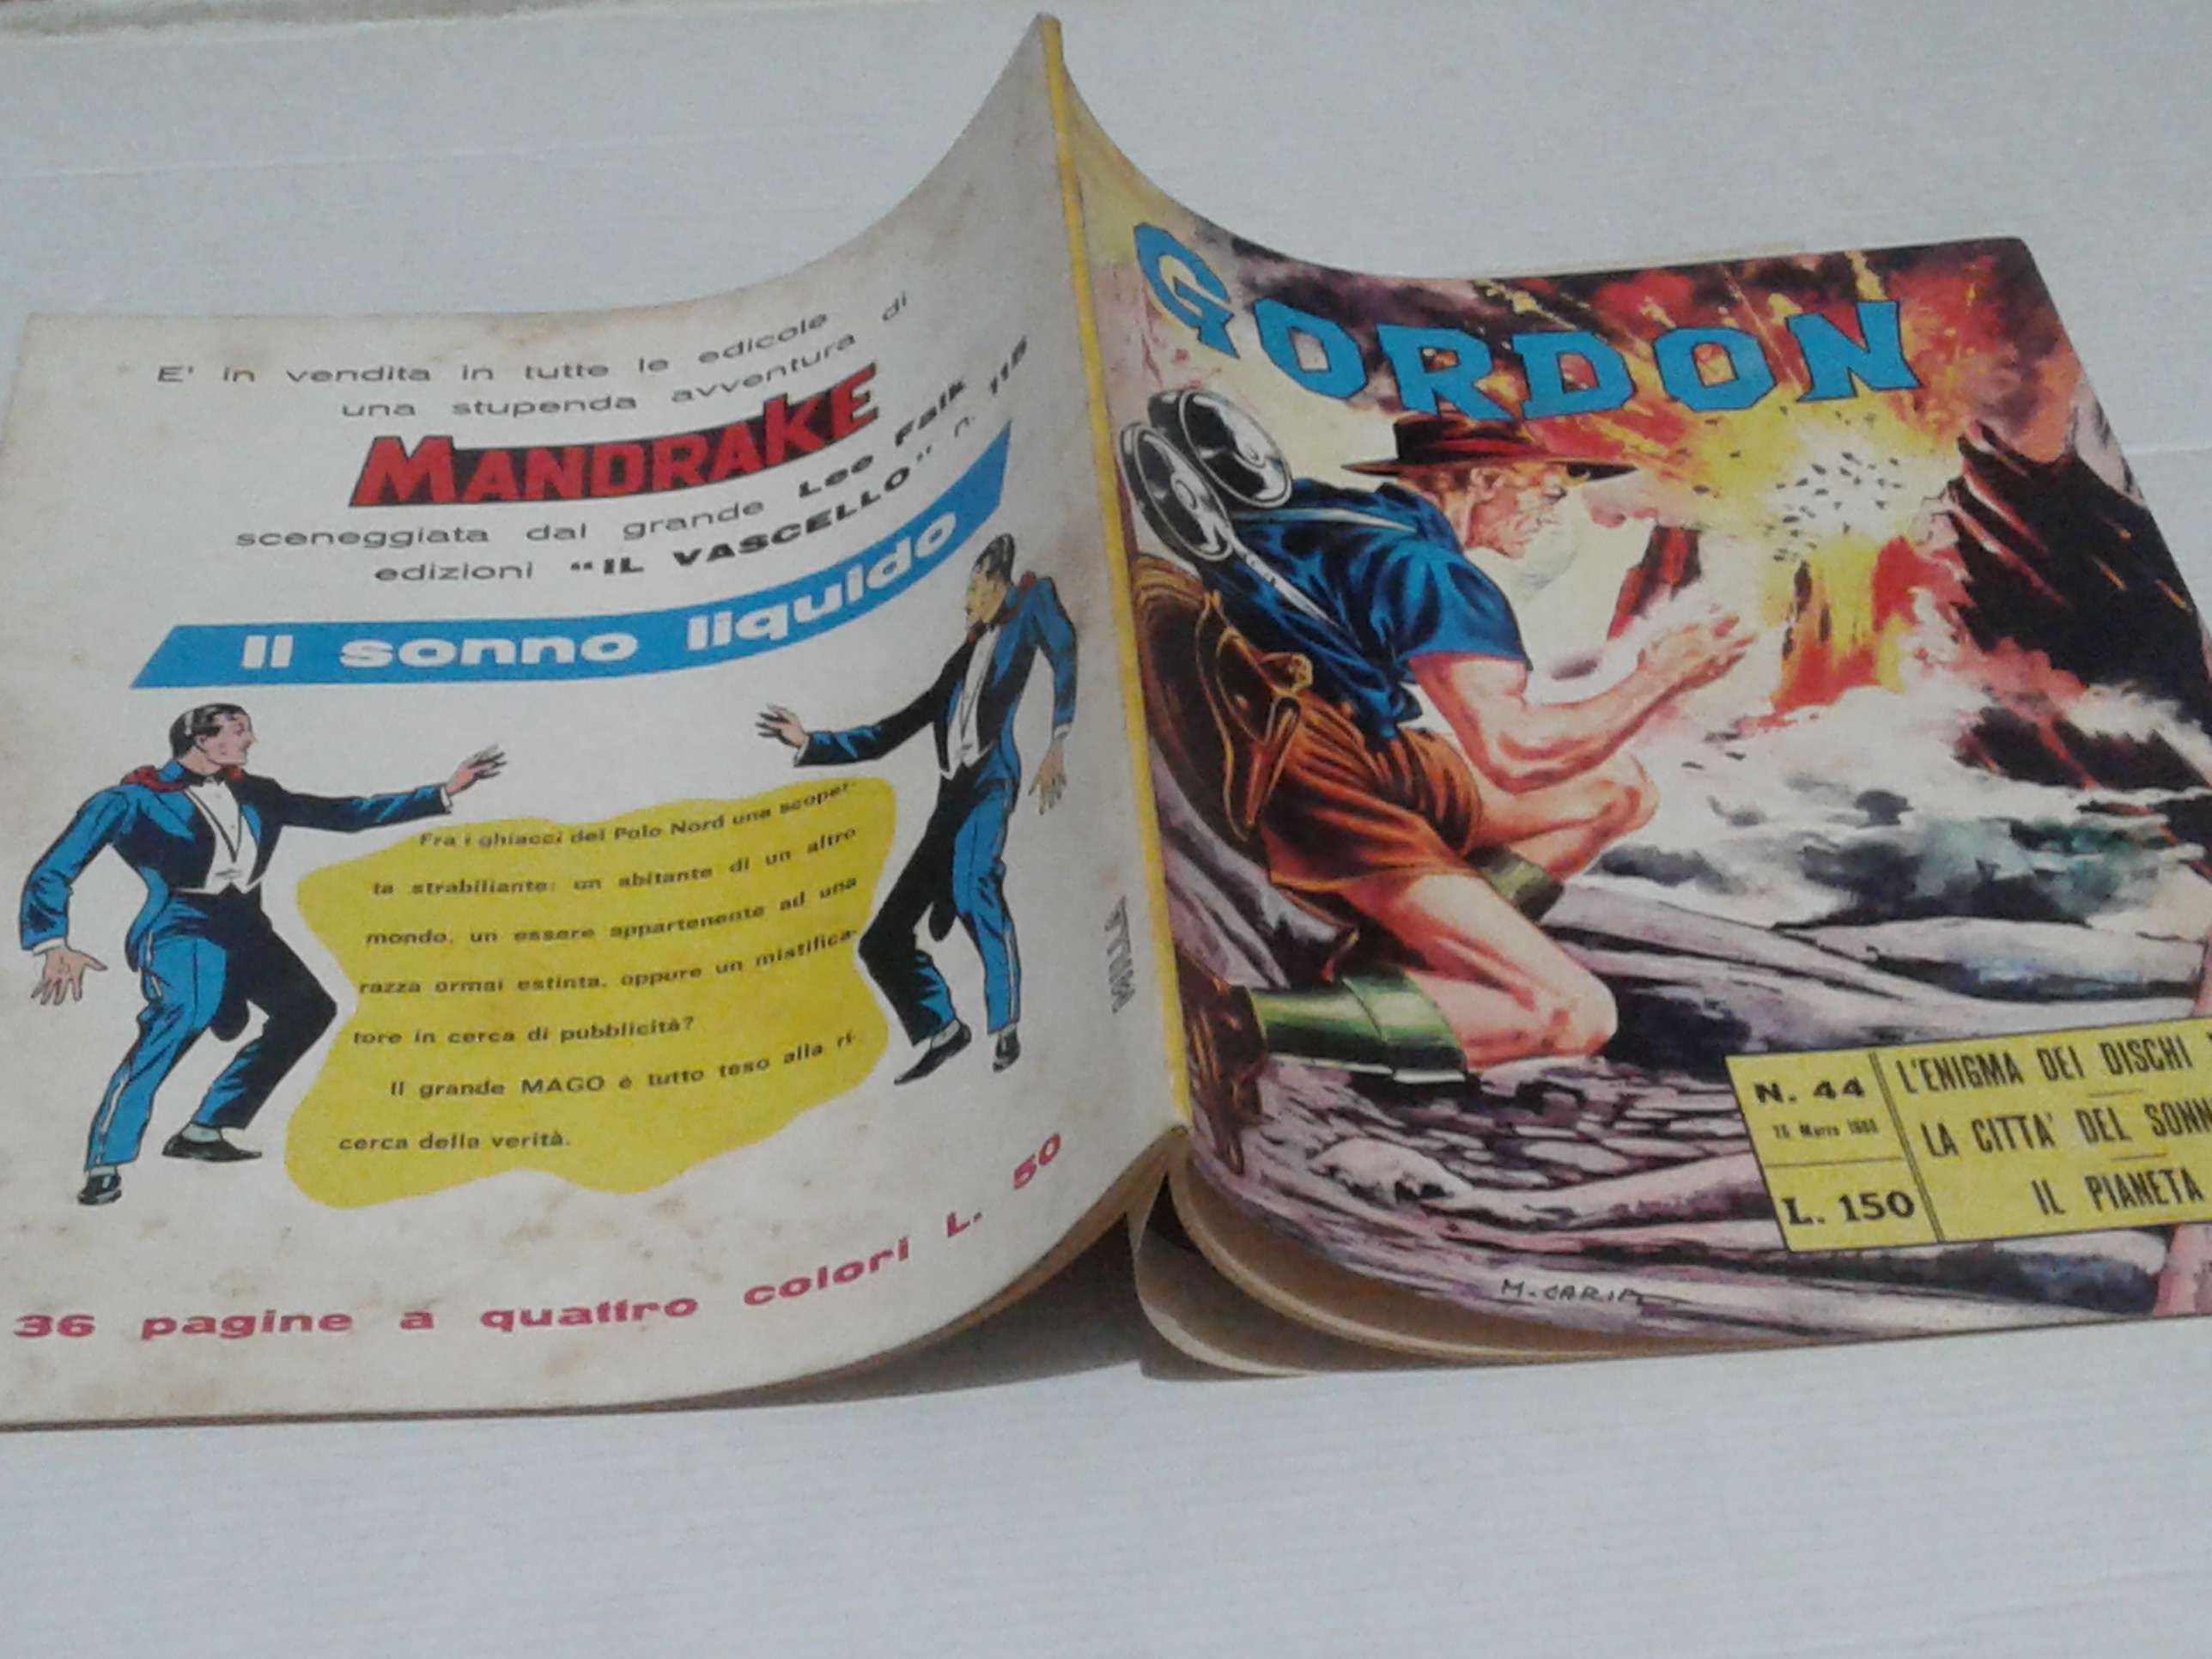 E' in vendita in tutte le edicole
una stupenda avventura di
MANDRAKE
sceneggiata dal grande Lee Falk
edizioni "IL VASCELLO" n.
Il sonno liquido
Fra i ghiacci del Polo Nord una scoper-
ta strabiliante: un abitante di un altro
mondo, un essere appartenente ad una
razza ormai estinta, oppure un mistifica-
tore in cerca di pubblicità?
Il grande MAGO è tutto teso alla ri-
cerca della verità.
36 pagine a quattro colori L. 50
GORDON
N. 44
Marzo
L. 150
L'ENIGMA DEI DISCHI
LA CITTA' DEL SONN
IL PIANETA